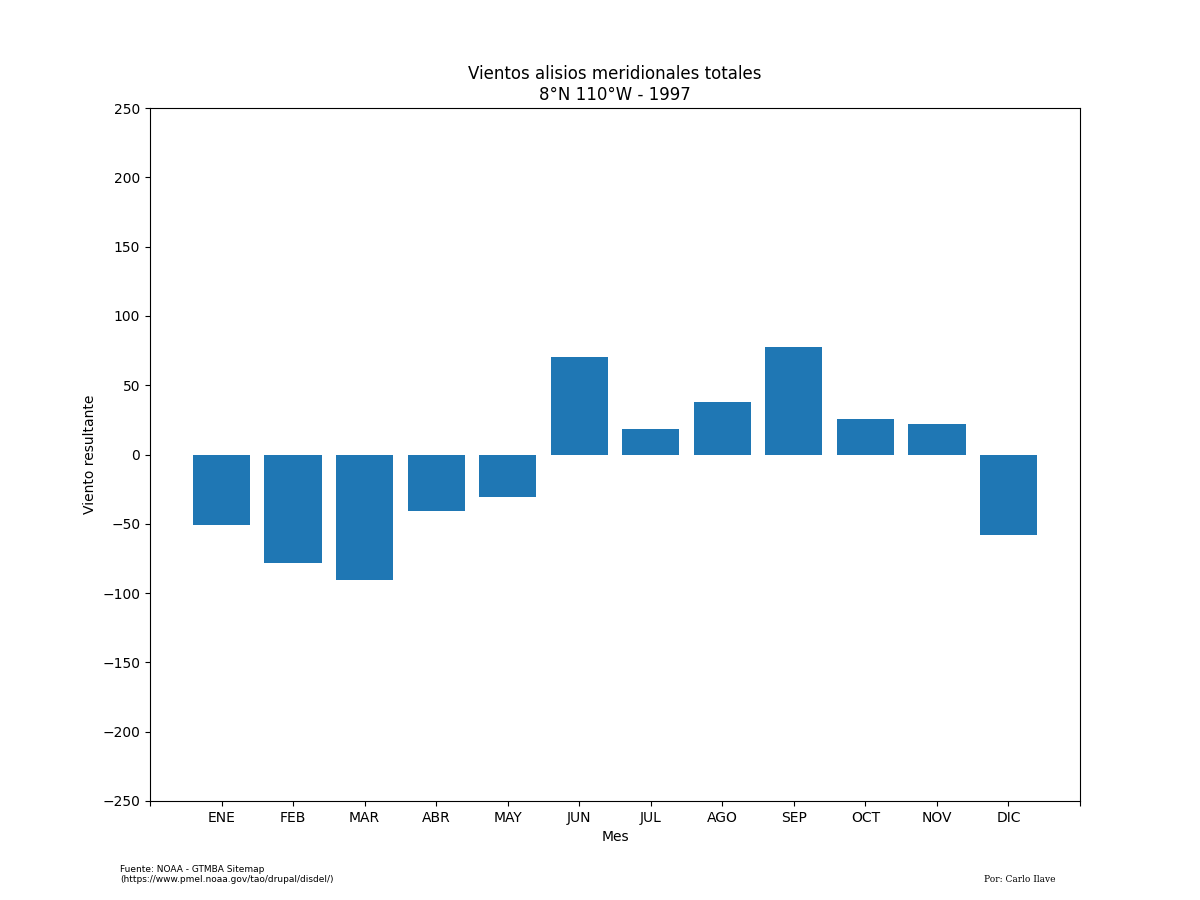 Vientos alisios meridionales totales
8°N 110°W - 1997
250
200
150
100
50
0
−50
−100
−150
−200
−250
Viento resultante
ENE FEB MAR ABR MAY JUN JUL AGO SEP OCT NOV DIC
Mes
Fuente: NOAA - GTMBA Sitemap
(https://www.pmel.noaa.gov/tao/drupal/disdel/)
Por: Carlo Ilave